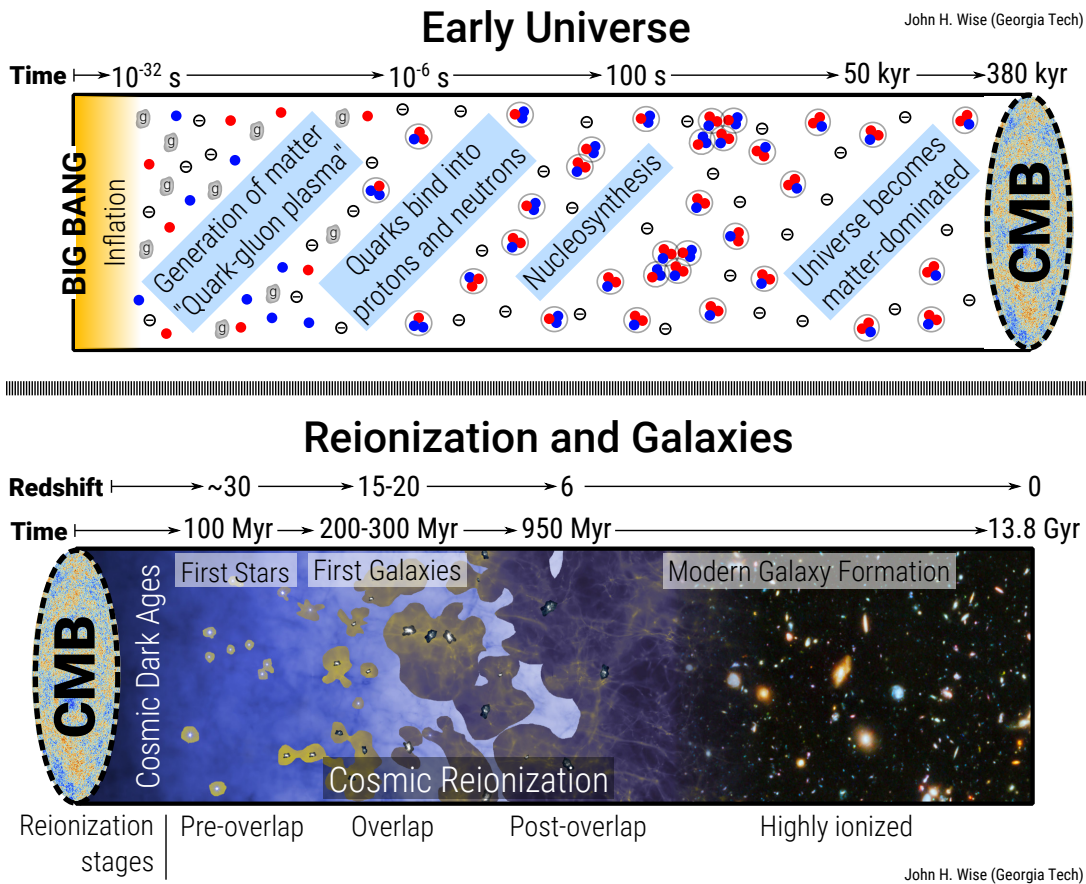 Early Universe
John H. Wise (Georgia Tech)
Time 10⁻³² s 10⁻⁶ s 100 s 50 kyr 380 kyr
BIG BANG
Inflation
g
g
g
g
g
g
g
g
g
g
Generation of matter
"Quark-gluon plasma"
Quarks bind into
protons and neutrons
Nucleosynthesis
Universe becomes
matter-dominated
CMB
Reionization and Galaxies
Redshift ~30 15-20 6 0
Time 100 Myr 200-300 Myr 950 Myr 13.8 Gyr
CMB
Cosmic Dark Ages
First Stars
First Galaxies
Modern Galaxy Formation
Cosmic Reionization
Reionization
stages
Pre-overlap
Overlap
Post-overlap
Highly ionized
John H. Wise (Georgia Tech)